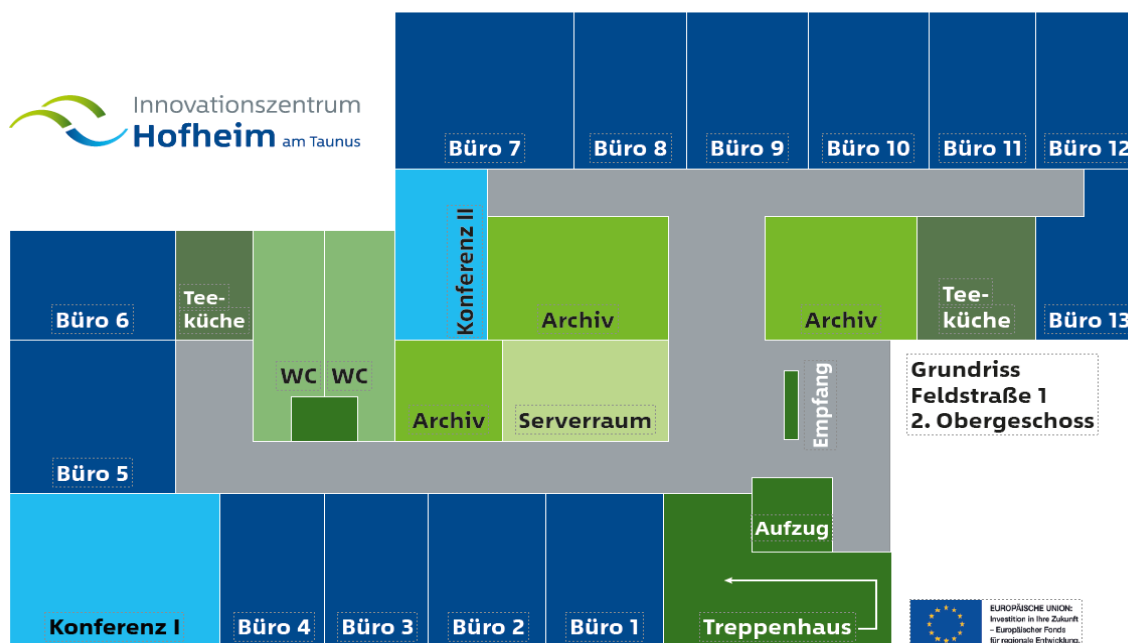 Innovationszentrum
Hofheim am Taunus
Büro 7
Büro 8
Büro 9
Büro 10
Büro 11
Büro 12
Konferenz II
Büro 6
Tee-
küche
Archiv
Archiv
Tee-
küche
Büro 13
WC
WC
Archiv
Serverraum
Empfang
Grundriss
Feldstraße 1
2. Obergeschoss
Büro 5
Aufzug
Konferenz I
Büro 4
Büro 3
Büro 2
Büro 1
Treppenhaus
EUROPÄISCHE UNION:
Investition in Ihre Zukunft
– Europäischer Fonds
für regionale Entwicklung.